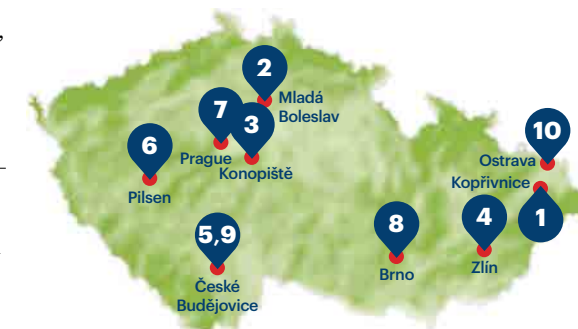 2
Mladá
Boleslav
7
3
Prague
Konopiště
6
Pilsen
10
Ostrava
Kopřivnice
1
5,9
České
Budějovice
8
Brno
4
Zlín